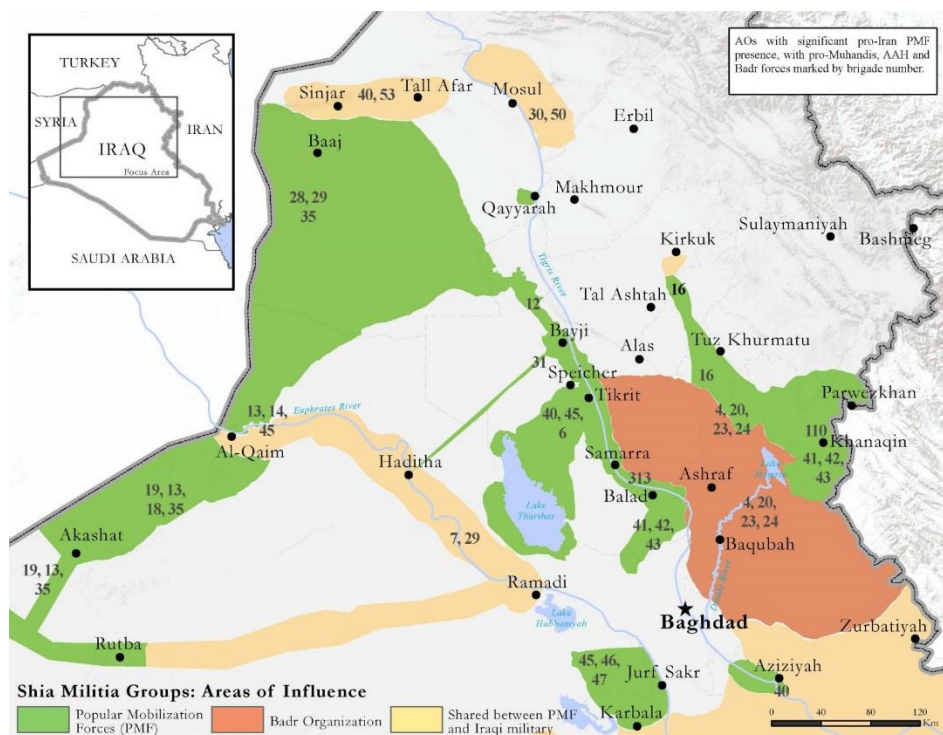 TURKEY
SYRIA
IRAN
IRAQ
Focus Area
SAUDI ARABIA
AOs with significant pro-Iran PMF
presence, with pro-Muhandis, AAH and
Badr forces marked by brigade number.
Sinjar
40, 53
Tall Afar
Mosul
30, 50
Erbil
Baaj
28, 29
35
Qayyarah
Makhmour
Sulaymaniyah
Bashmeg
Kirkuk
Tigris River
16
12
Tal Ashtah
Bayji
Alas
Tuz Khurmatu
31
Speicher
16
Tikrit
Parwezkhan
13, 14,
45
Euphrates River
40, 45,
6
4, 20,
23, 24
110
Khanaqin
Al-Qaim
Haditha
Samarra
41, 42,
43
Lake
19, 13,
18, 35
313
Ashraf
Balad
Lake
Tharthar
4, 20,
23, 24
Akashat
7, 29
41, 42,
43
Baqubah
19, 13,
35
Ramadi
Lake
Habbaniyah
Baghdad
River
Rutba
Zurbatiyah
45, 46,
47
Jurf Sakr
Aziziyah
40
Karbala
Shia Militia Groups: Areas of Influence
Popular Mobilization
Forces (PMF)
Badr Organization
Shared between PMF
and Iraqi military
0 20 40 80 120
Km